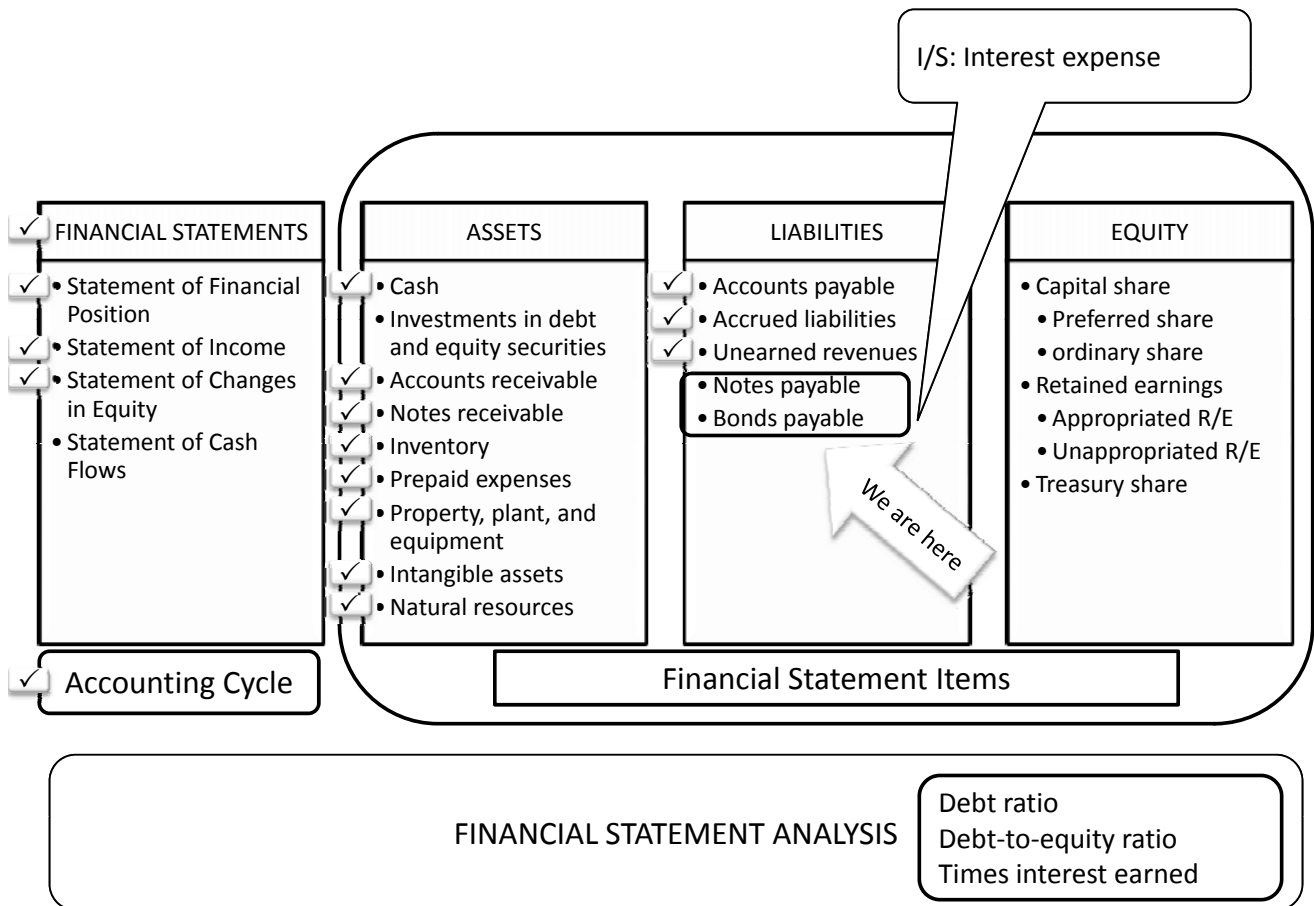 I/S: Interest expense
✓ FINANCIAL STATEMENTS
✓ • Statement of Financial
Position
✓ • Statement of Income
✓ • Statement of Changes
in Equity
• Statement of Cash
Flows
✓ Accounting Cycle
ASSETS
✓ • Cash
• Investments in debt
and equity securities
✓ • Accounts receivable
✓ • Notes receivable
✓ • Inventory
✓ • Prepaid expenses
✓ • Property, plant, and
equipment
✓ • Intangible assets
✓ • Natural resources
LIABILITIES
✓ • Accounts payable
✓ • Accrued liabilities
✓ • Unearned revenues
• Notes payable
• Bonds payable
We are here
EQUITY
• Capital share
• Preferred share
• ordinary share
• Retained earnings
• Appropriated R/E
• Unappropriated R/E
• Treasury share
Financial Statement Items
FINANCIAL STATEMENT ANALYSIS
Debt ratio
Debt-to-equity ratio
Times interest earned